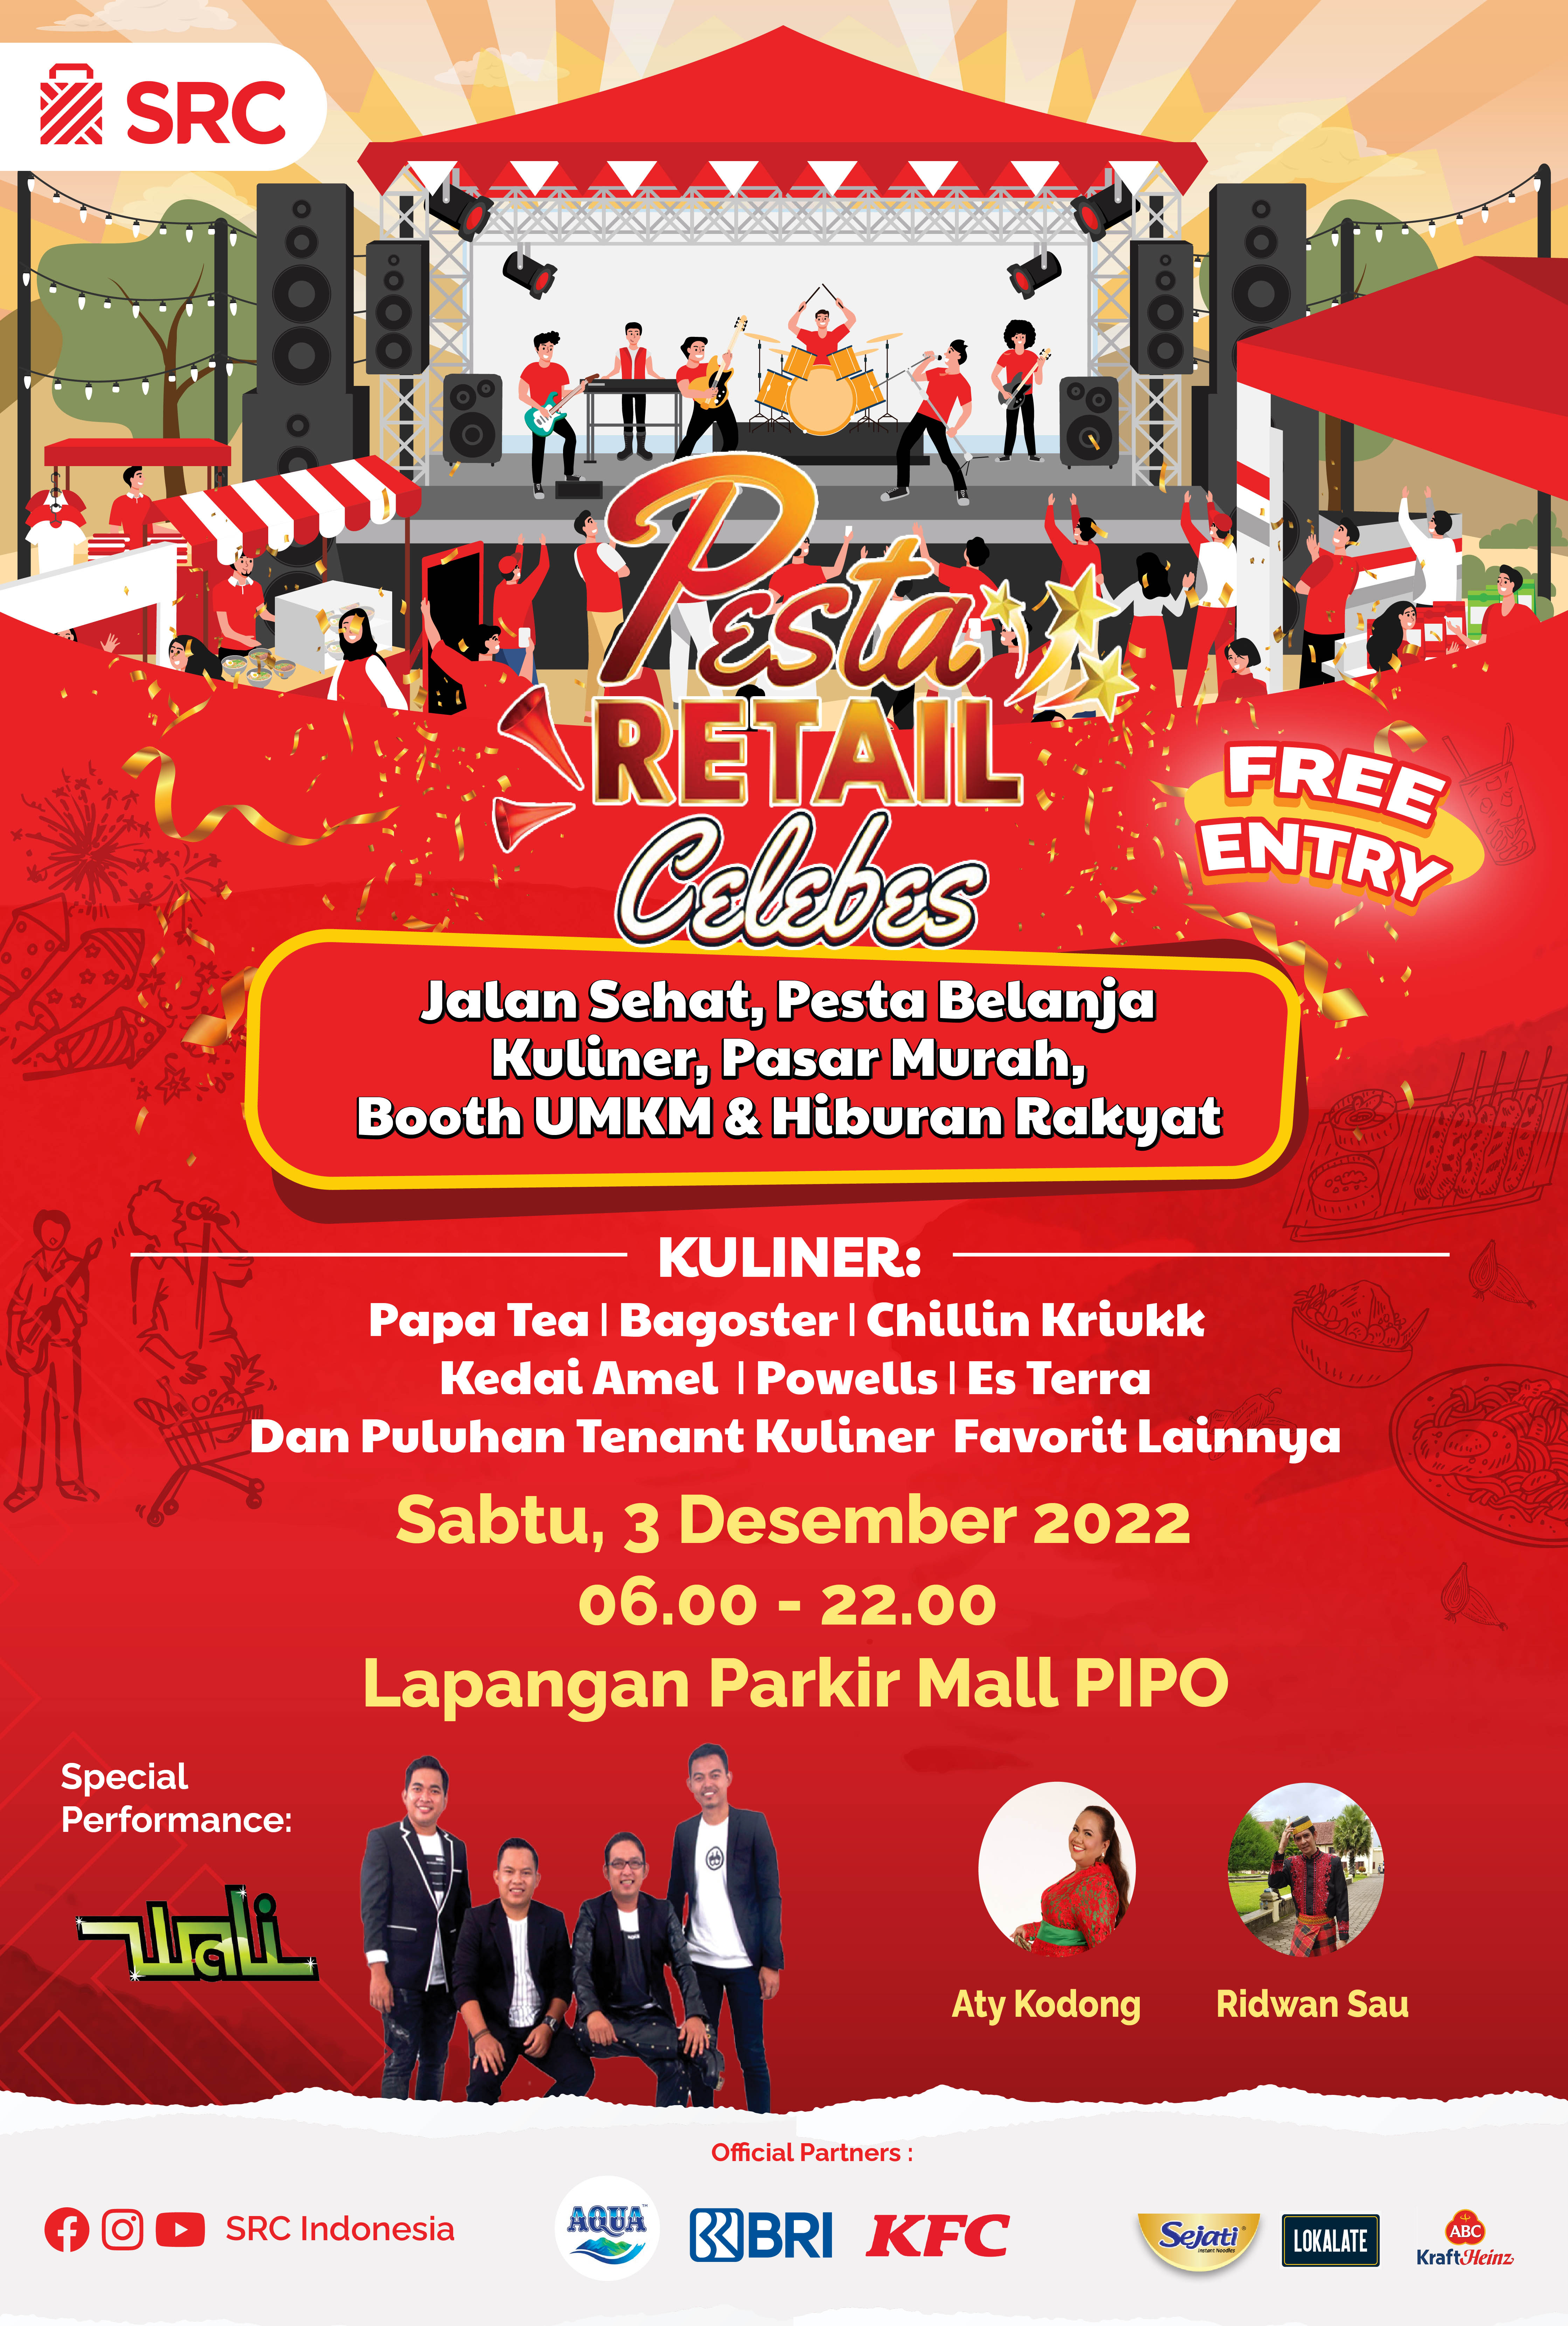 SRC
Pesta
RETAIL
Celebes
FREE
ENTRY
Jalan Sehat, Pesta Belanja
Kuliner, Pasar Murah,
Booth UMKM & Hiburan Rakyat
KULINER:
Papa Tea | Bagoster | Chillin Kriukk
Kedai Amel | Powells | Es Terra
Dan Puluhan Tenant Kuliner Favorit Lainnya
Sabtu, 3 Desember 2022
06.00 - 22.00
Lapangan Parkir Mall PIPO
Special
Performance:
Wali
Aty Kodong
Ridwan Sau
Official Partners :
SRC Indonesia
AQUA™
BRI
KFC
Sejati®
Instant Noodles
LOKALATE
ABC
KraftHeinz